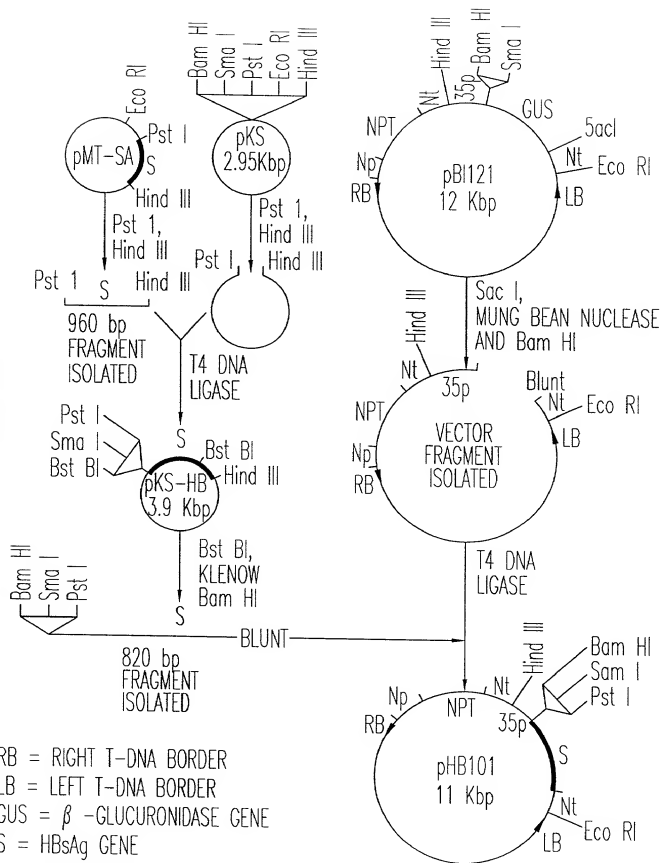 Bam HI
Sma I
Pst I
Eco RI
Hind III
pKS
2.95Kbp
Eco RI
Pst I
pMT-SA
S
Hind III
Pst 1,
Hind III
Pst 1,
Hind III
Pst I
Hind III
Pst 1
S
Hind III
960 bp
FRAGMENT
ISOLATED
T4 DNA
LIGASE
S
Pst I
Sma I
Bst BI
Bst BI
Hind III
pKS-HB
3.9 Kbp
Bst BI,
KLENOW
Bam HI
S
Bam HI
Sma I
Pst I
BLUNT
820 bp
FRAGMENT
ISOLATED
Hind III
35p
Bam HI
Sma I
Nt
GUS
NPT
5acI
Np
Nt
Eco RI
RB
LB
pBI121
12 Kbp
Sac I,
MUNG BEAN NUCLEASE
AND Bam HI
Hind III
Nt
35p
Blunt
Nt
Eco RI
NPT
LB
Np
RB
VECTOR
FRAGMENT
ISOLATED
T4 DNA
LIGASE
Hind III
Bam HI
Sam I
Pst I
Np
NPT
Nt
35p
RB
S
pHB101
11 Kbp
Nt
Eco RI
LB
RB = RIGHT T-DNA BORDER
LB = LEFT T-DNA BORDER
GUS = β -GLUCURONIDASE GENE
S = HBsAg GENE